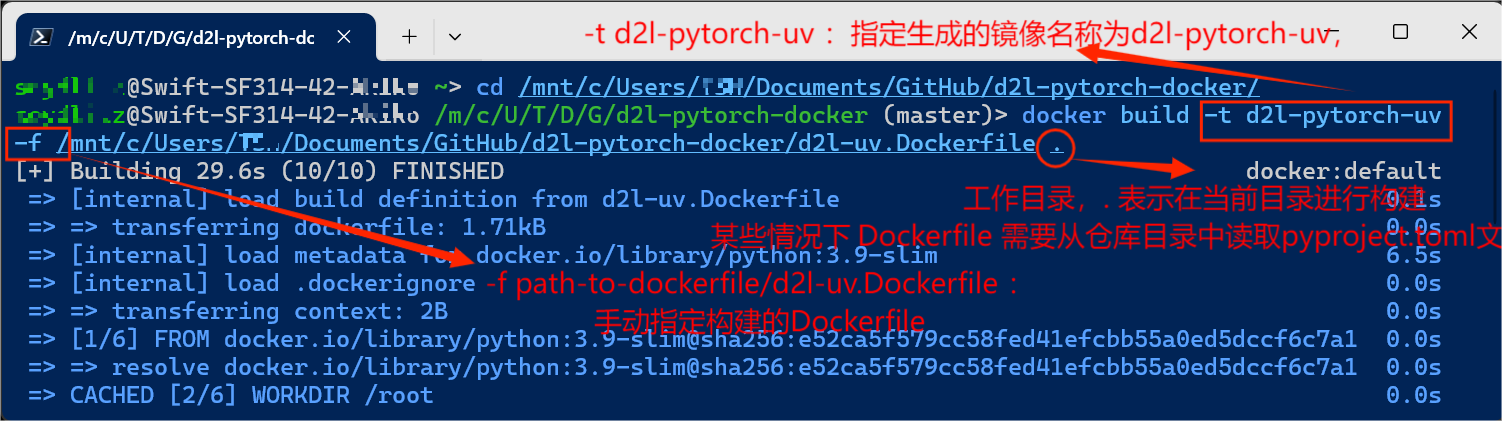 /m/c/U/T/D/G/d2l-pytorch-dc
-t d2l-pytorch-uv ：指定生成的镜像名称为d2l-pytorch-uv，
@Swift-SF314-42- ~> cd /mnt/c/Users/ /Documents/GitHub/d2l-pytorch-docker/
@Swift-SF314-42- /m/c/U/T/D/G/d2l-pytorch-docker (master)> docker build -t d2l-pytorch-uv
-f /mnt/c/Users/ /Documents/GitHub/d2l-pytorch-docker/d2l-uv.Dockerfile .
[+] Building 29.6s (10/10) FINISHED docker:default
工作目录，. 表示在当前目录进行构建
=> [internal] load build definition from d2l-uv.Dockerfile 0.1s
=> => transferring dockerfile: 1.71kB 0.0s
某些情况下 Dockerfile 需要从仓库目录中读取pyproject.toml文
=> [internal] load metadata for docker.io/library/python:3.9-slim 6.5s
=> [internal] load .dockerignore 0.0s
-f path-to-dockerfile/d2l-uv.Dockerfile ：
手动指定构建的Dockerfile
=> => transferring context: 2B 0.0s
=> [1/6] FROM docker.io/library/python:3.9-slim@sha256:e52ca5f579cc58fed41efcbb55a0ed5dccf6c7a1 0.0s
=> => resolve docker.io/library/python:3.9-slim@sha256:e52ca5f579cc58fed41efcbb55a0ed5dccf6c7a1 0.0s
=> CACHED [2/6] WORKDIR /root 0.0s